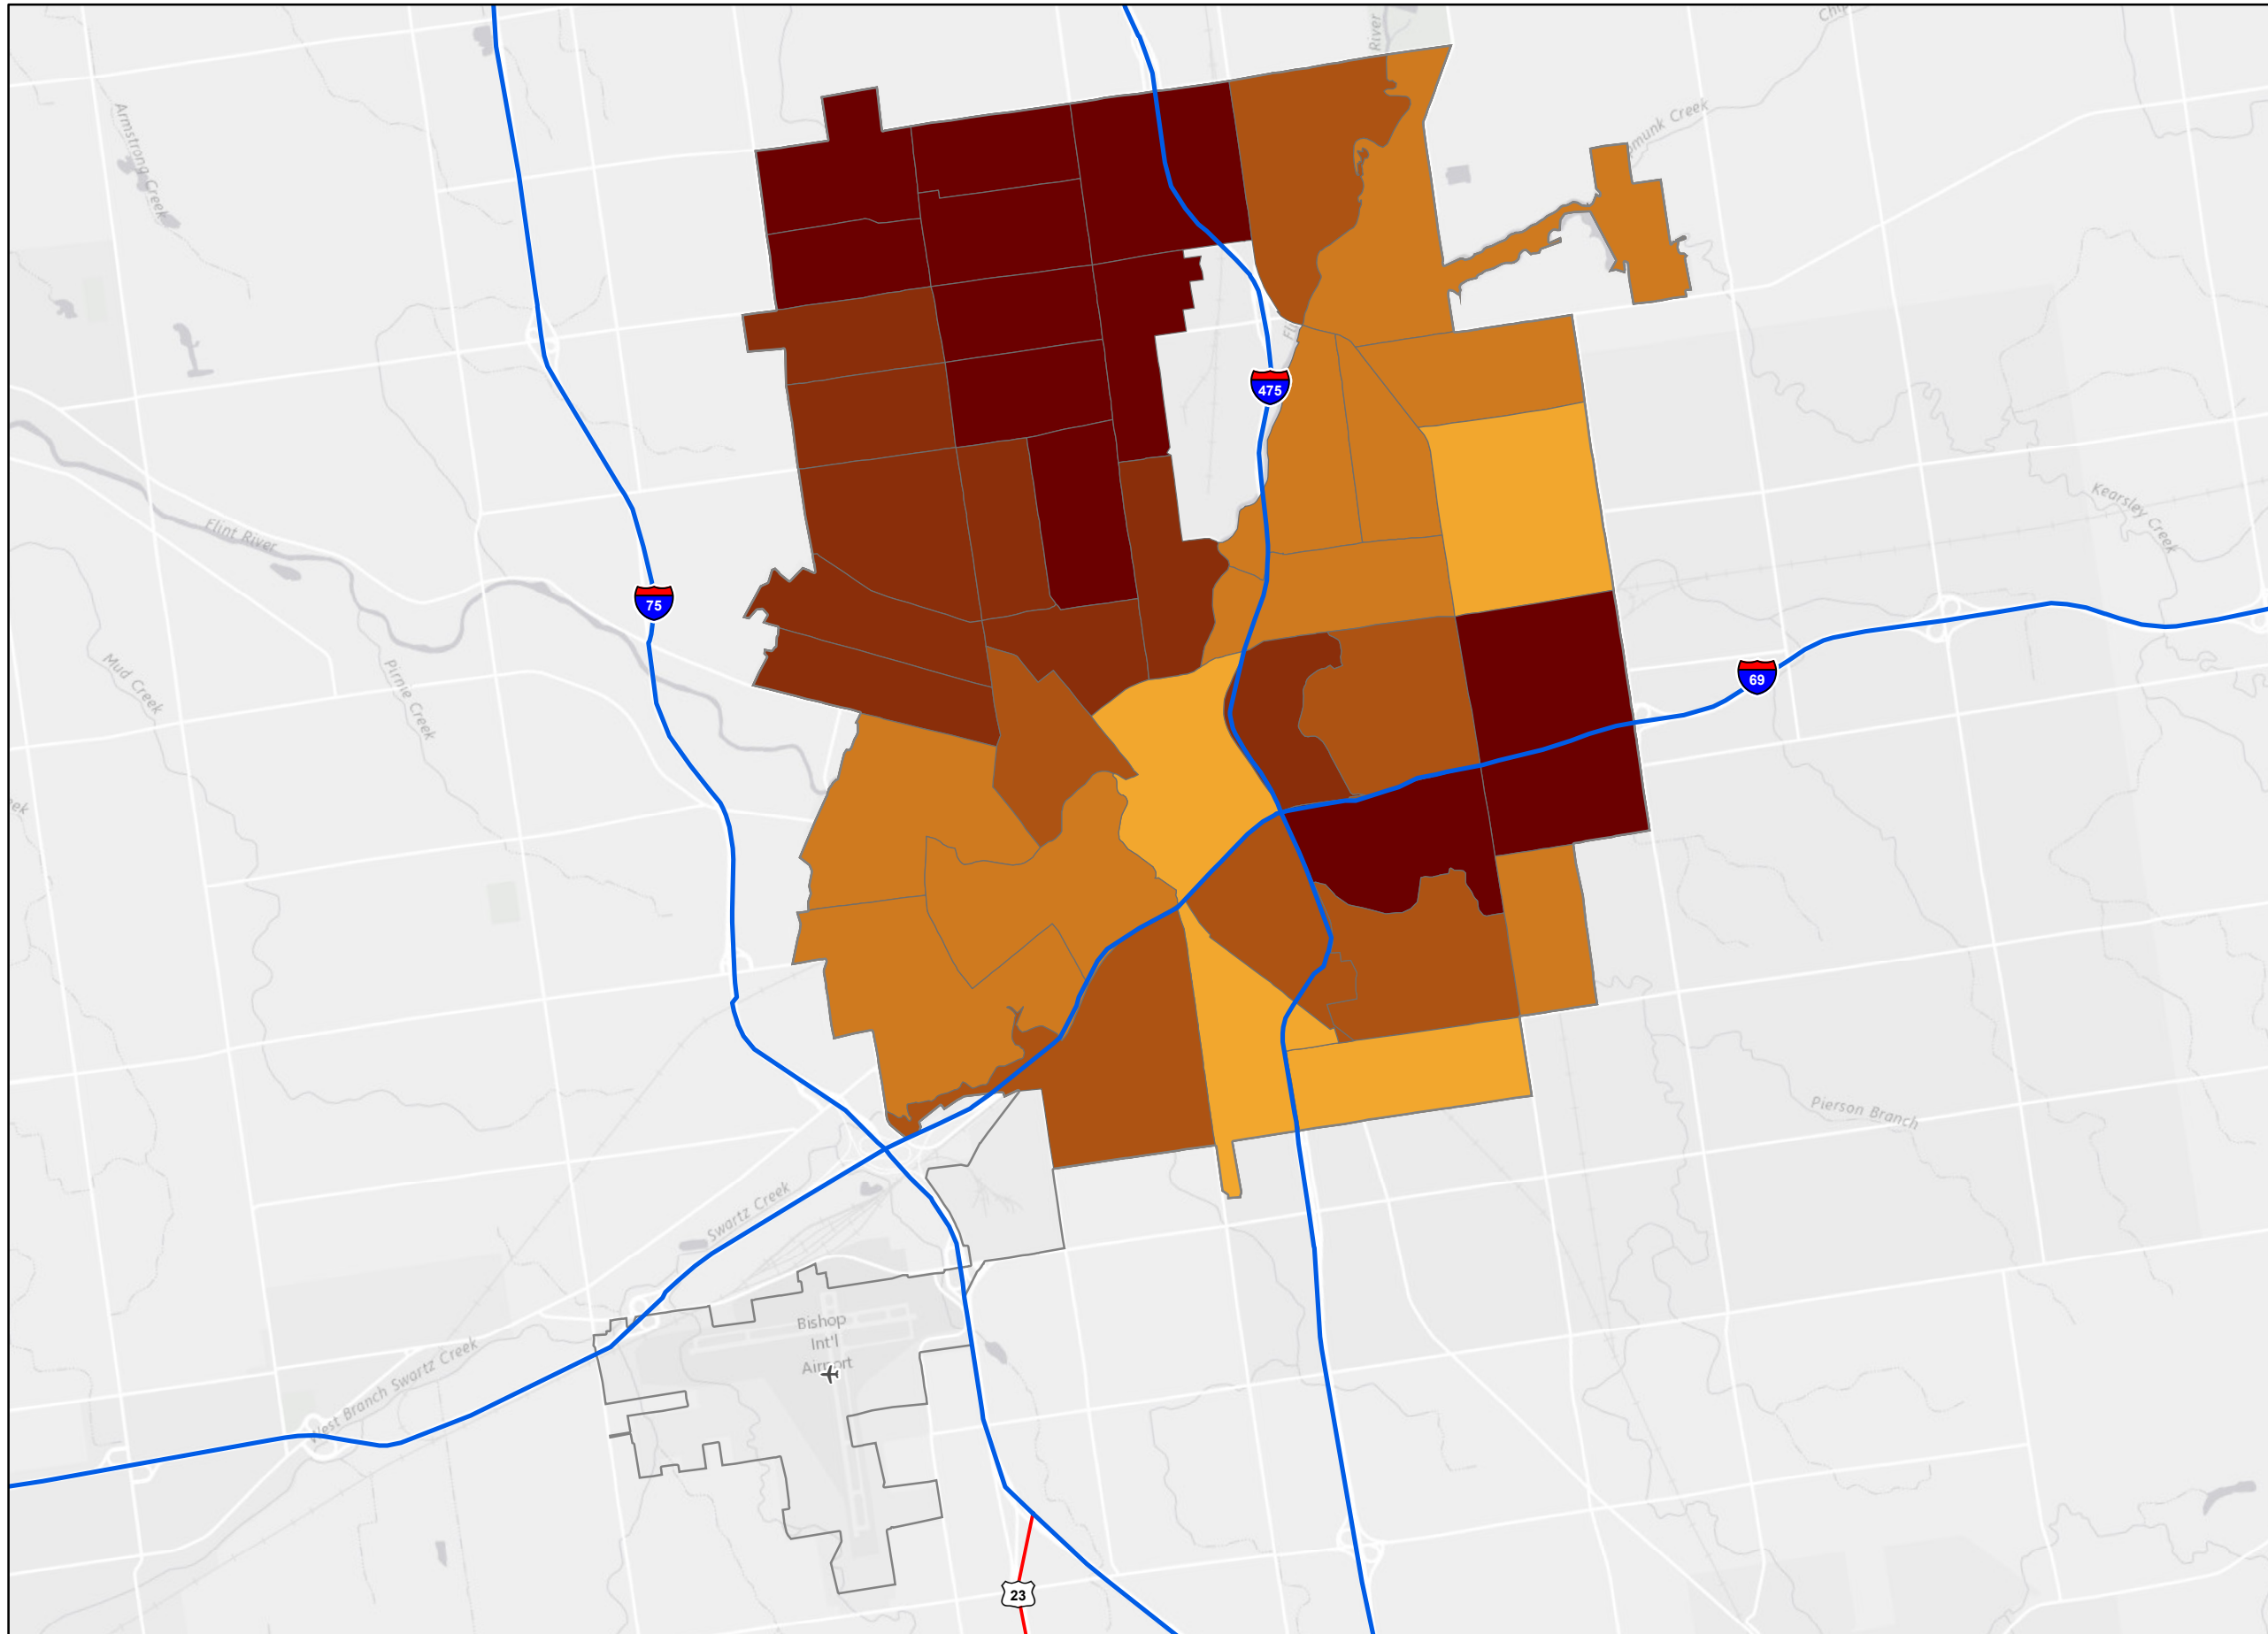 River
Armstrong Creek
475
Kearsley Creek
Flint River
75
69
Mud Creek
Pirnie Creek
Pierson Branch
Swartz Creek
Bishop
Int'l
Airport
West Branch Swartz Creek
23